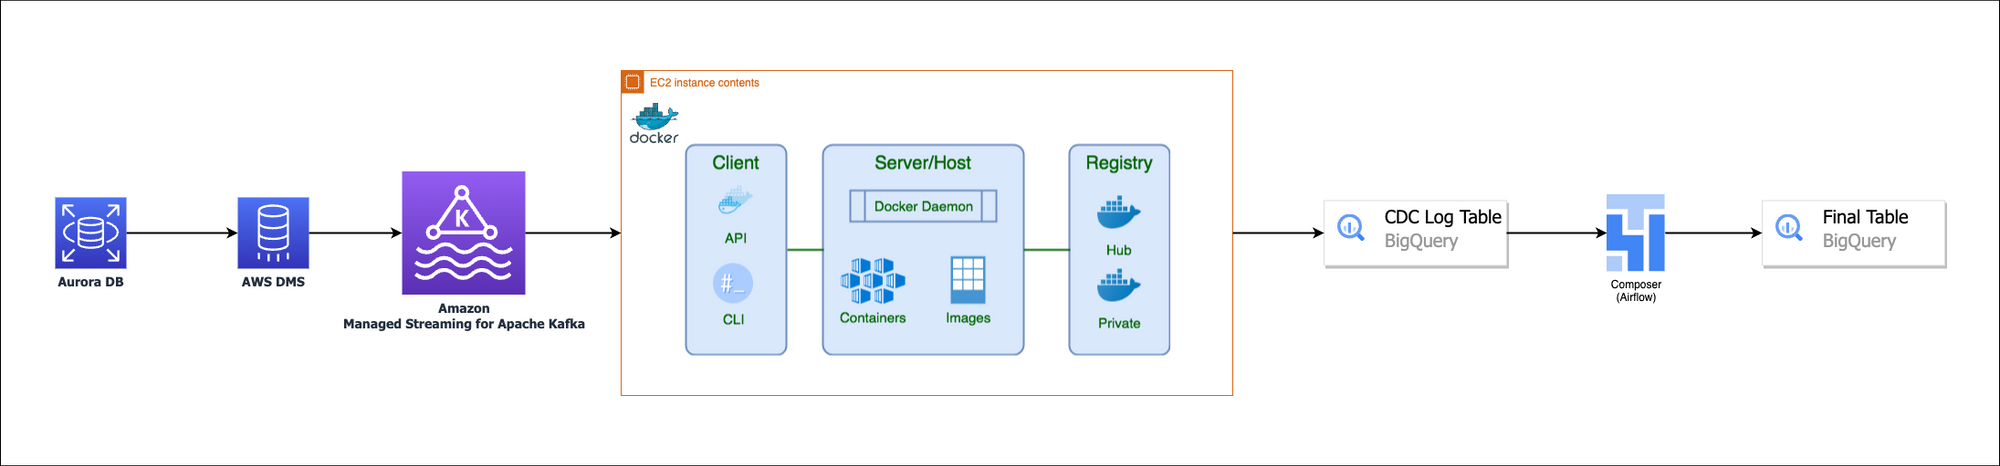 EC2 instance contents
docker
Client
Server/Host
Registry
Docker Daemon
API
Hub
K
#_
CLI
Containers
Images
Private
Aurora DB
AWS DMS
Amazon
Managed Streaming for Apache Kafka
CDC Log Table
BigQuery
Composer
(Airflow)
Final Table
BigQuery